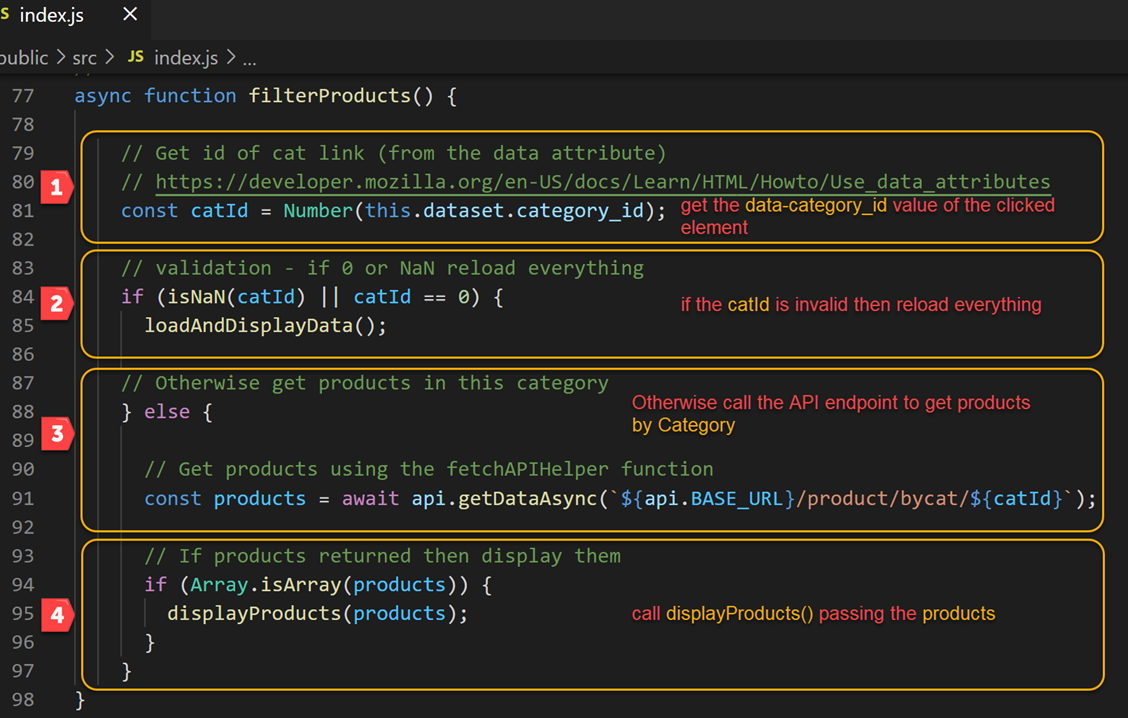 JS index.js ×
public > src > JS index.js > ...
77 async function filterProducts() {
78
79 // Get id of cat link (from the data attribute)
1
80 // https://developer.mozilla.org/en-US/docs/Learn/HTML/Howto/Use_data_attributes
81 const catId = Number(this.dataset.category_id);
get the data-category_id value of the clicked
element
82
83 // validation - if 0 or NaN reload everything
2
84 if (isNaN(catId) || catId == 0) {
if the catId is invalid then reload everything
85 loadAndDisplayData();
86
87 // Otherwise get products in this category
88 } else {
Otherwise call the API endpoint to get products
by Category
3
89
90 // Get products using the fetchAPIHelper function
91 const products = await api.getDataAsync(`${api.BASE_URL}/product/bycat/${catId}`);
92
93 // If products returned then display them
94 if (Array.isArray(products)) {
4
95 displayProducts(products);
call displayProducts() passing the products
96 }
97 }
98 }